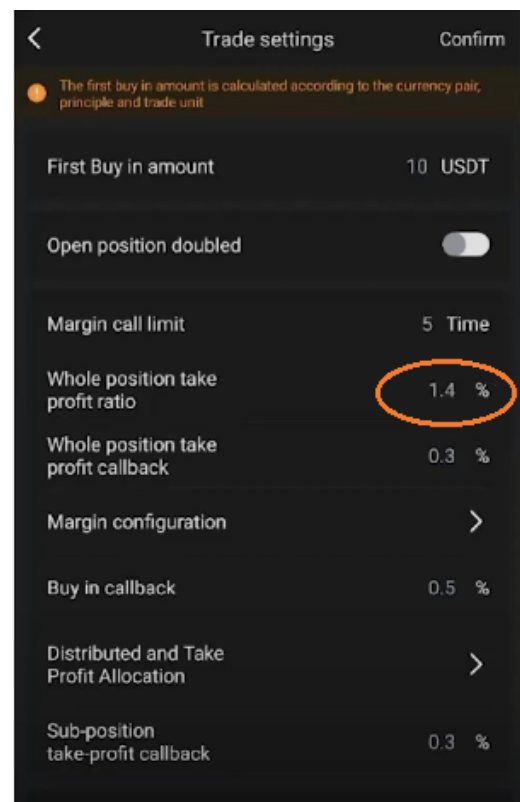 Trade settings Confirm
The first buy in amount is calculated according to the currency pair,
principle and trade unit
First Buy in amount 10 USDT
Open position doubled
Margin call limit 5 Time
Whole position take
profit ratio 1.4 %
Whole position take
profit callback 0.3 %
Margin configuration
Buy in callback 0.5 %
Distributed and Take
Profit Allocation
Sub-position
take-profit callback 0.3 %